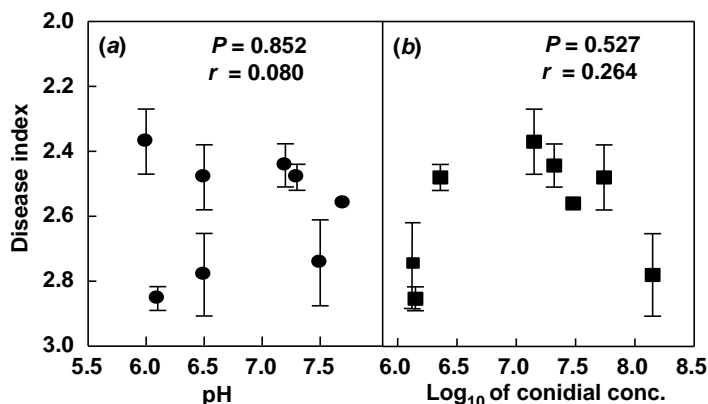 2.0
(a)
P = 0.852
r = 0.080
(b)
P = 0.527
r = 0.264
2.2
2.4
2.6
2.8
3.0
Disease index
5.5 6.0 6.5 7.0 7.5
6.0 6.5 7.0 7.5 8.0 8.5
pH
Log10 of conidial conc.